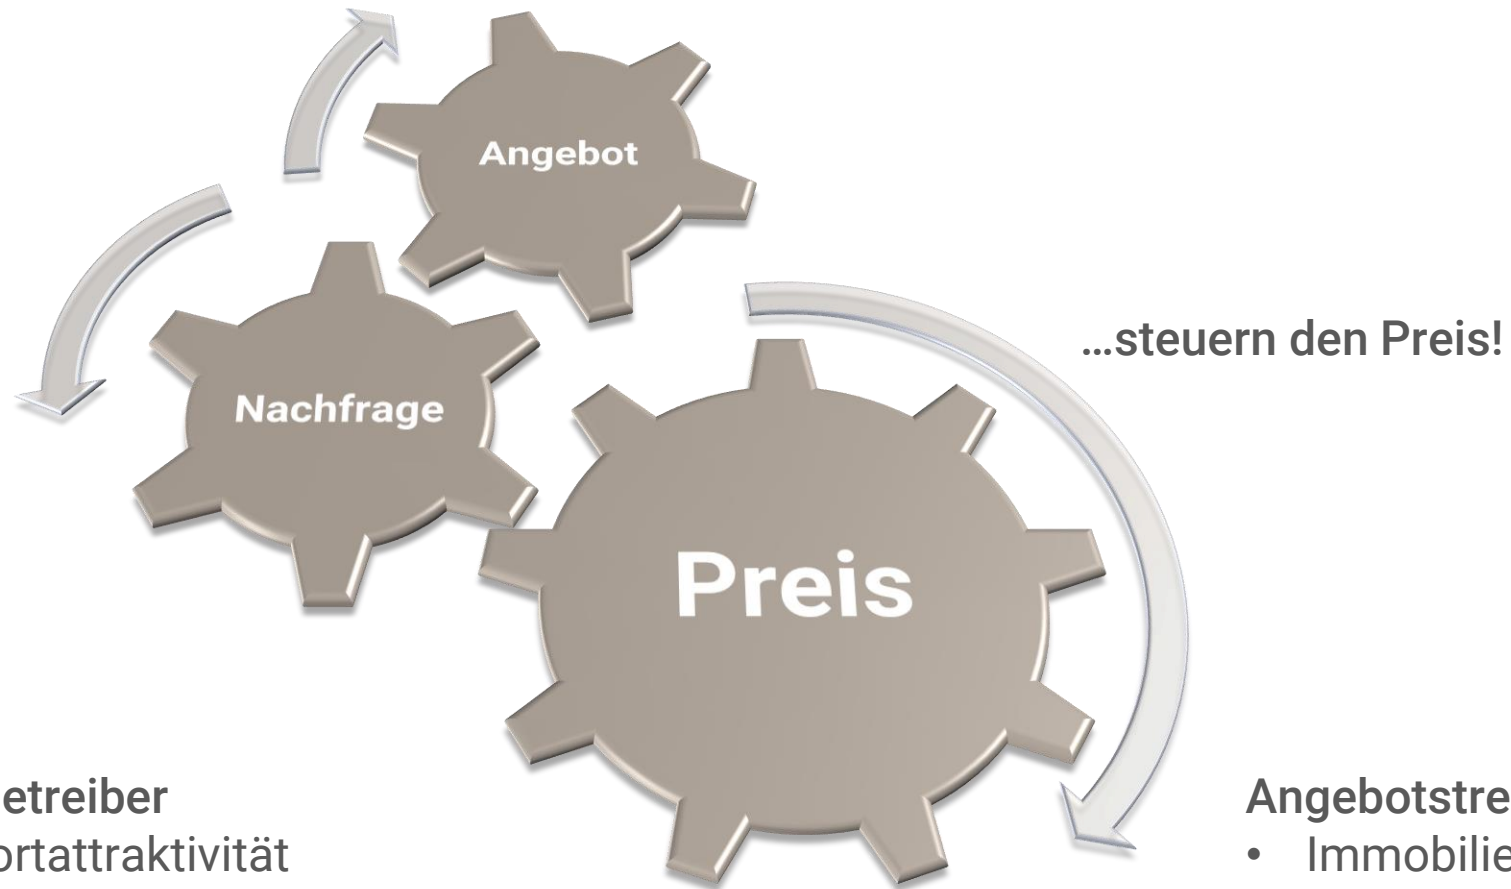 Angebot
…steuern den Preis!
Nachfrage
Preis
etreiber
ortattraktivität
Angebotstre
• Immobilie